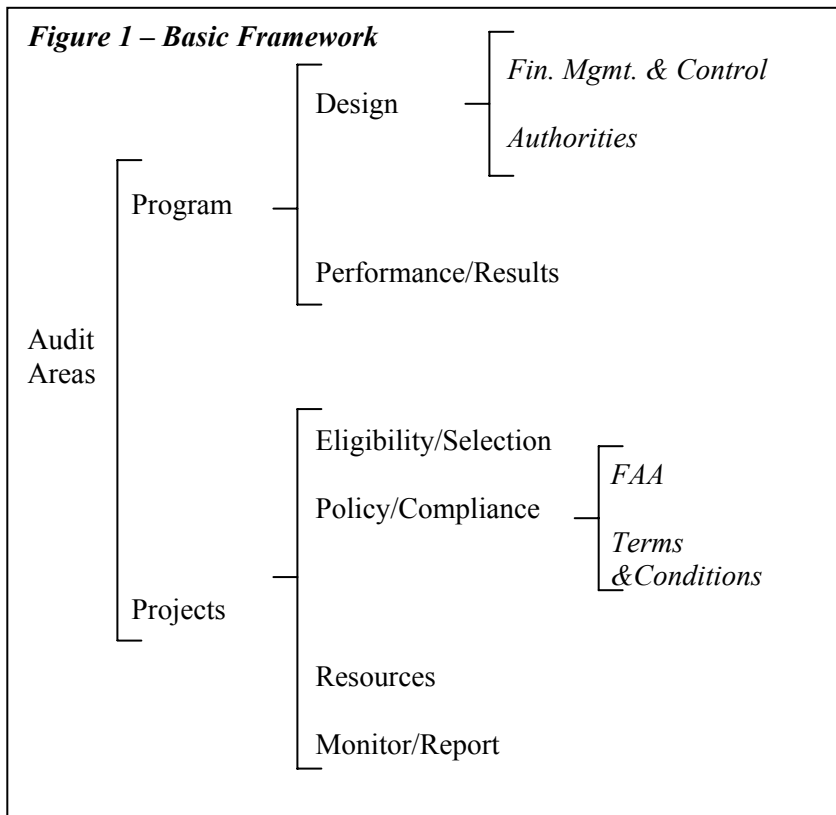 Figure 1 – Basic Framework
Design
Fin. Mgmt. & Control
Authorities
Program
Performance/Results
Audit
Areas
Eligibility/Selection
FAA
Policy/Compliance
Terms
&Conditions
Projects
Resources
Monitor/Report